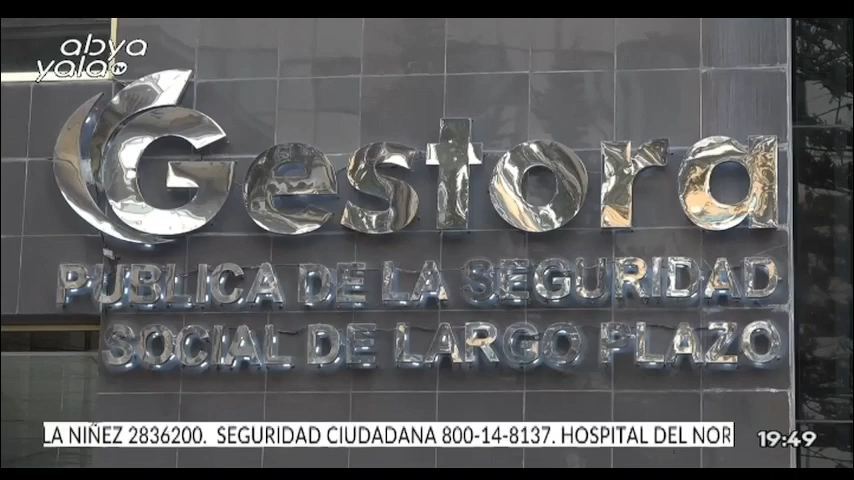 abya
yala tv
Gestora
PÚBLICA DE LA SEGURIDAD
SOCIAL DE LARGO PLAZO
LA NIÑEZ 2836200. SEGURIDAD CIUDADANA 800-14-8137. HOSPITAL DEL NOR
19:49